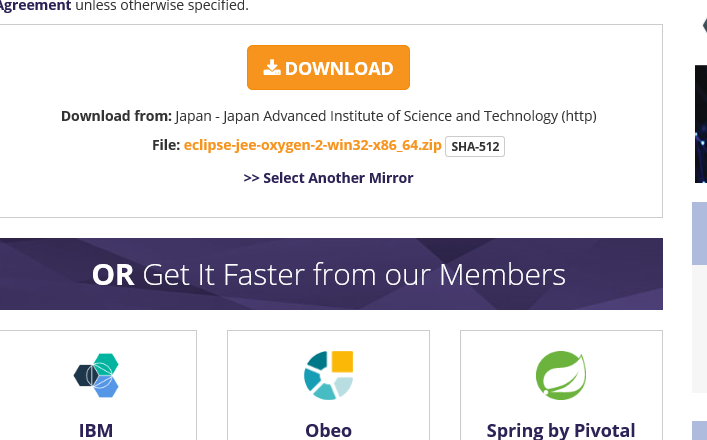 Agreement unless otherwise specified.
DOWNLOAD
Download from: Japan - Japan Advanced Institute of Science and Technology (http)
File: eclipse-jee-oxygen-2-win32-x86_64.zip SHA-512
>> Select Another Mirror
OR Get It Faster from our Members
IBM
Obeo
Spring by Pivotal